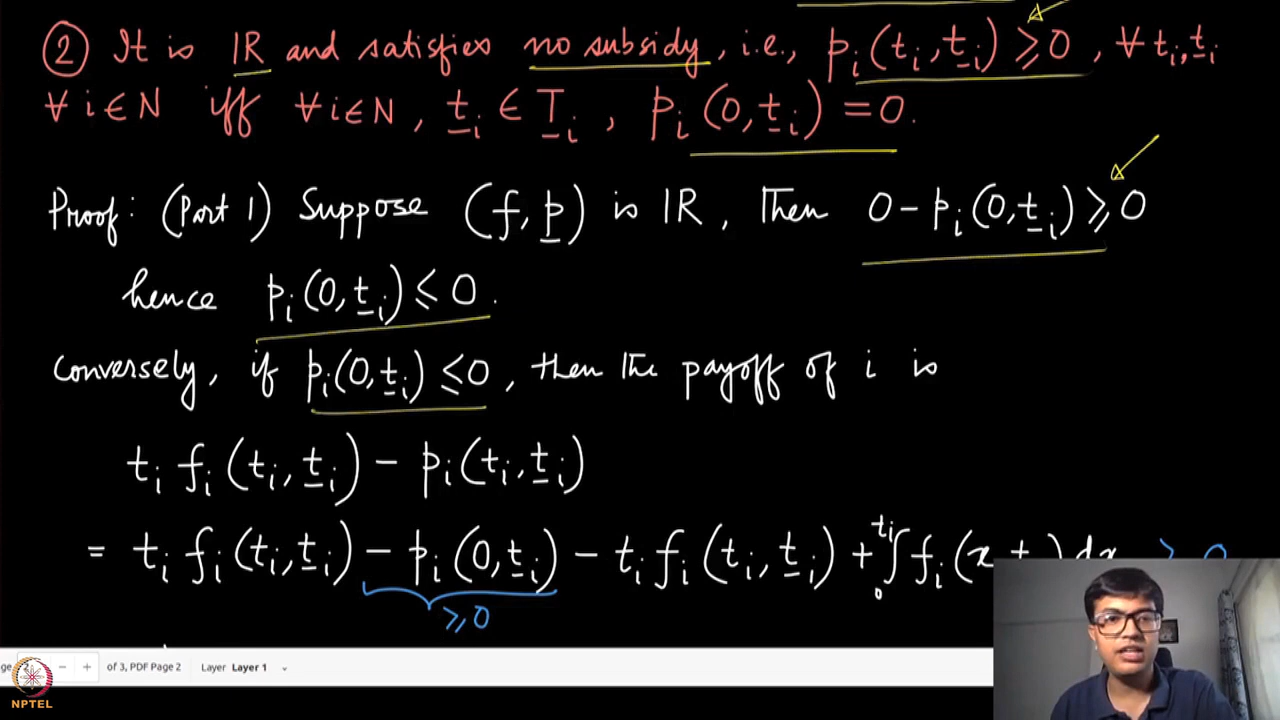 ② It is IR and satisfies no subsidy, i.e., pᵢ(tᵢ, t̲ᵢ) ⩾ 0, ∀ tᵢ, t̲ᵢ
∀ i ∈ N iff ∀ i ∈ N, t̲ᵢ ∈ T̲ᵢ, pᵢ(0, t̲ᵢ) = 0.
Proof: (Part 1) Suppose (f, p̲) is IR, Then 0 - pᵢ(0, t̲ᵢ) ⩾ 0
hence pᵢ(0, t̲ᵢ) ⩽ 0.
Conversely, if pᵢ(0, t̲ᵢ) ⩽ 0, then the payoff of i is
tᵢ fᵢ(tᵢ, t̲ᵢ) - pᵢ(tᵢ, t̲ᵢ)
= tᵢ fᵢ(tᵢ, t̲ᵢ) - pᵢ(0, t̲ᵢ) - tᵢ fᵢ(tᵢ, t̲ᵢ) + ∫₀^tᵢ fᵢ(x, t̲ᵢ) dx ⩾ 0
⩾ 0
of 3, PDF Page 2 Layer Layer 1
NPTEL